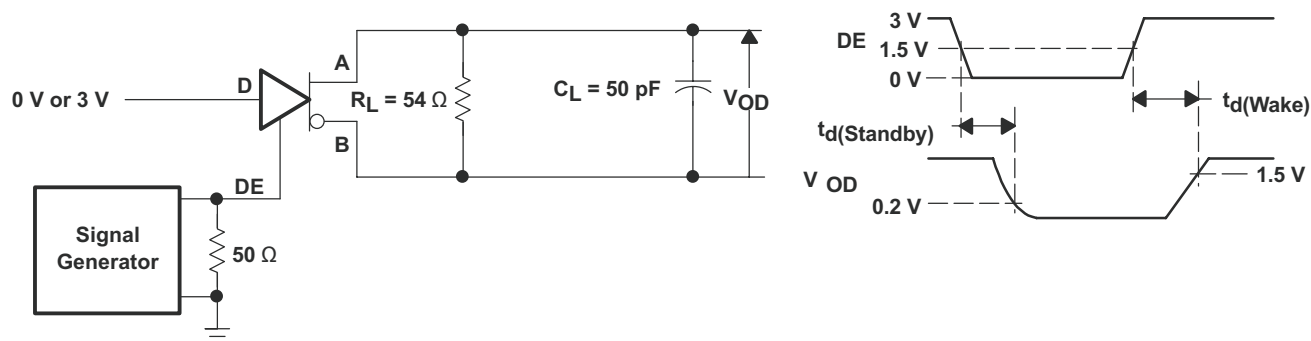 0 V or 3 V
D
A
B
R_L = 54 Ω
C_L = 50 pF
V_OD
DE
Signal
Generator
50 Ω
3 V
DE
1.5 V
0 V
t_d(Standby)
t_d(Wake)
V_OD
0.2 V
1.5 V